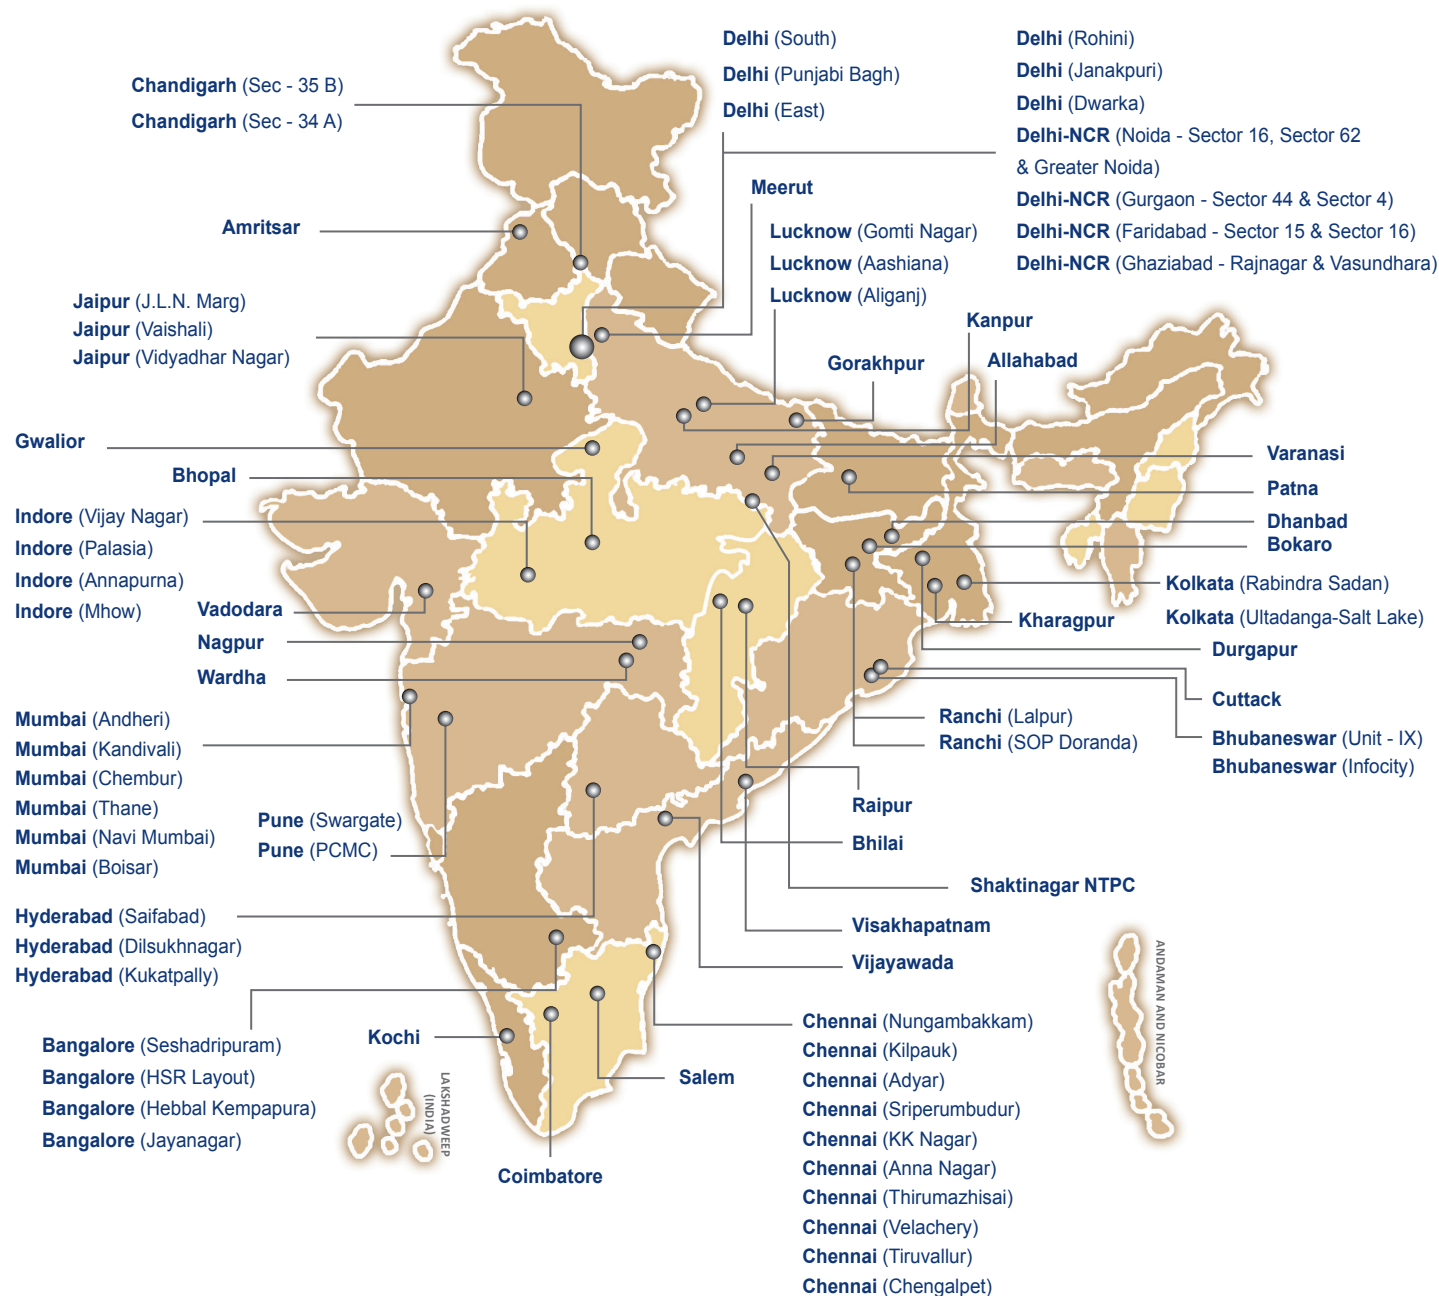 Delhi (South)
Delhi (Punjabi Bagh)
Delhi (East)
Delhi (Rohini)
Delhi (Janakpuri)
Delhi (Dwarka)
Delhi-NCR (Noida - Sector 16, Sector 62
& Greater Noida)
Delhi-NCR (Gurgaon - Sector 44 & Sector 4)
Delhi-NCR (Faridabad - Sector 15 & Sector 16)
Delhi-NCR (Ghaziabad - Rajnagar & Vasundhara)
Chandigarh (Sec - 35 B)
Chandigarh (Sec - 34 A)
Meerut
Amritsar
Lucknow (Gomti Nagar)
Lucknow (Aashiana)
Lucknow (Aliganj)
Jaipur (J.L.N. Marg)
Jaipur (Vaishali)
Jaipur (Vidyadhar Nagar)
Kanpur
Gorakhpur
Allahabad
Gwalior
Bhopal
Varanasi
Patna
Dhanbad
Bokaro
Indore (Vijay Nagar)
Indore (Palasia)
Indore (Annapurna)
Indore (Mhow)
Vadodara
Nagpur
Wardha
Kolkata (Rabindra Sadan)
Kolkata (Ultadanga-Salt Lake)
Kharagpur
Durgapur
Cuttack
Bhubaneswar (Unit - IX)
Bhubaneswar (Infocity)
Ranchi (Lalpur)
Ranchi (SOP Doranda)
Mumbai (Andheri)
Mumbai (Kandivali)
Mumbai (Chembur)
Mumbai (Thane)
Mumbai (Navi Mumbai)
Mumbai (Boisar)
Pune (Swargate)
Pune (PCMC)
Raipur
Bhilai
Shaktinagar NTPC
Visakhapatnam
Vijayawada
Hyderabad (Saifabad)
Hyderabad (Dilsukhnagar)
Hyderabad (Kukatpally)
Bangalore (Seshadripuram)
Bangalore (HSR Layout)
Bangalore (Hebbal Kempapura)
Bangalore (Jayanagar)
Kochi
LAKSHADWEEP
(INDIA)
Coimbatore
Salem
Chennai (Nungambakkam)
Chennai (Kilpauk)
Chennai (Adyar)
Chennai (Sriperumbudur)
Chennai (KK Nagar)
Chennai (Anna Nagar)
Chennai (Thirumazhisai)
Chennai (Velachery)
Chennai (Tiruvallur)
Chennai (Chengalpet)
ANDAMAN AND NICOBAR